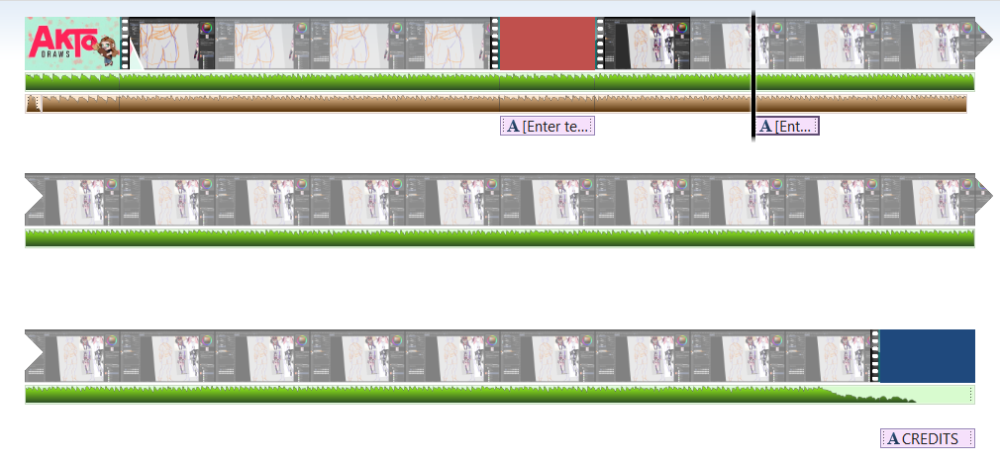 AKTO
DRAWS
A [Enter te...
A [Ent...
A CREDITS